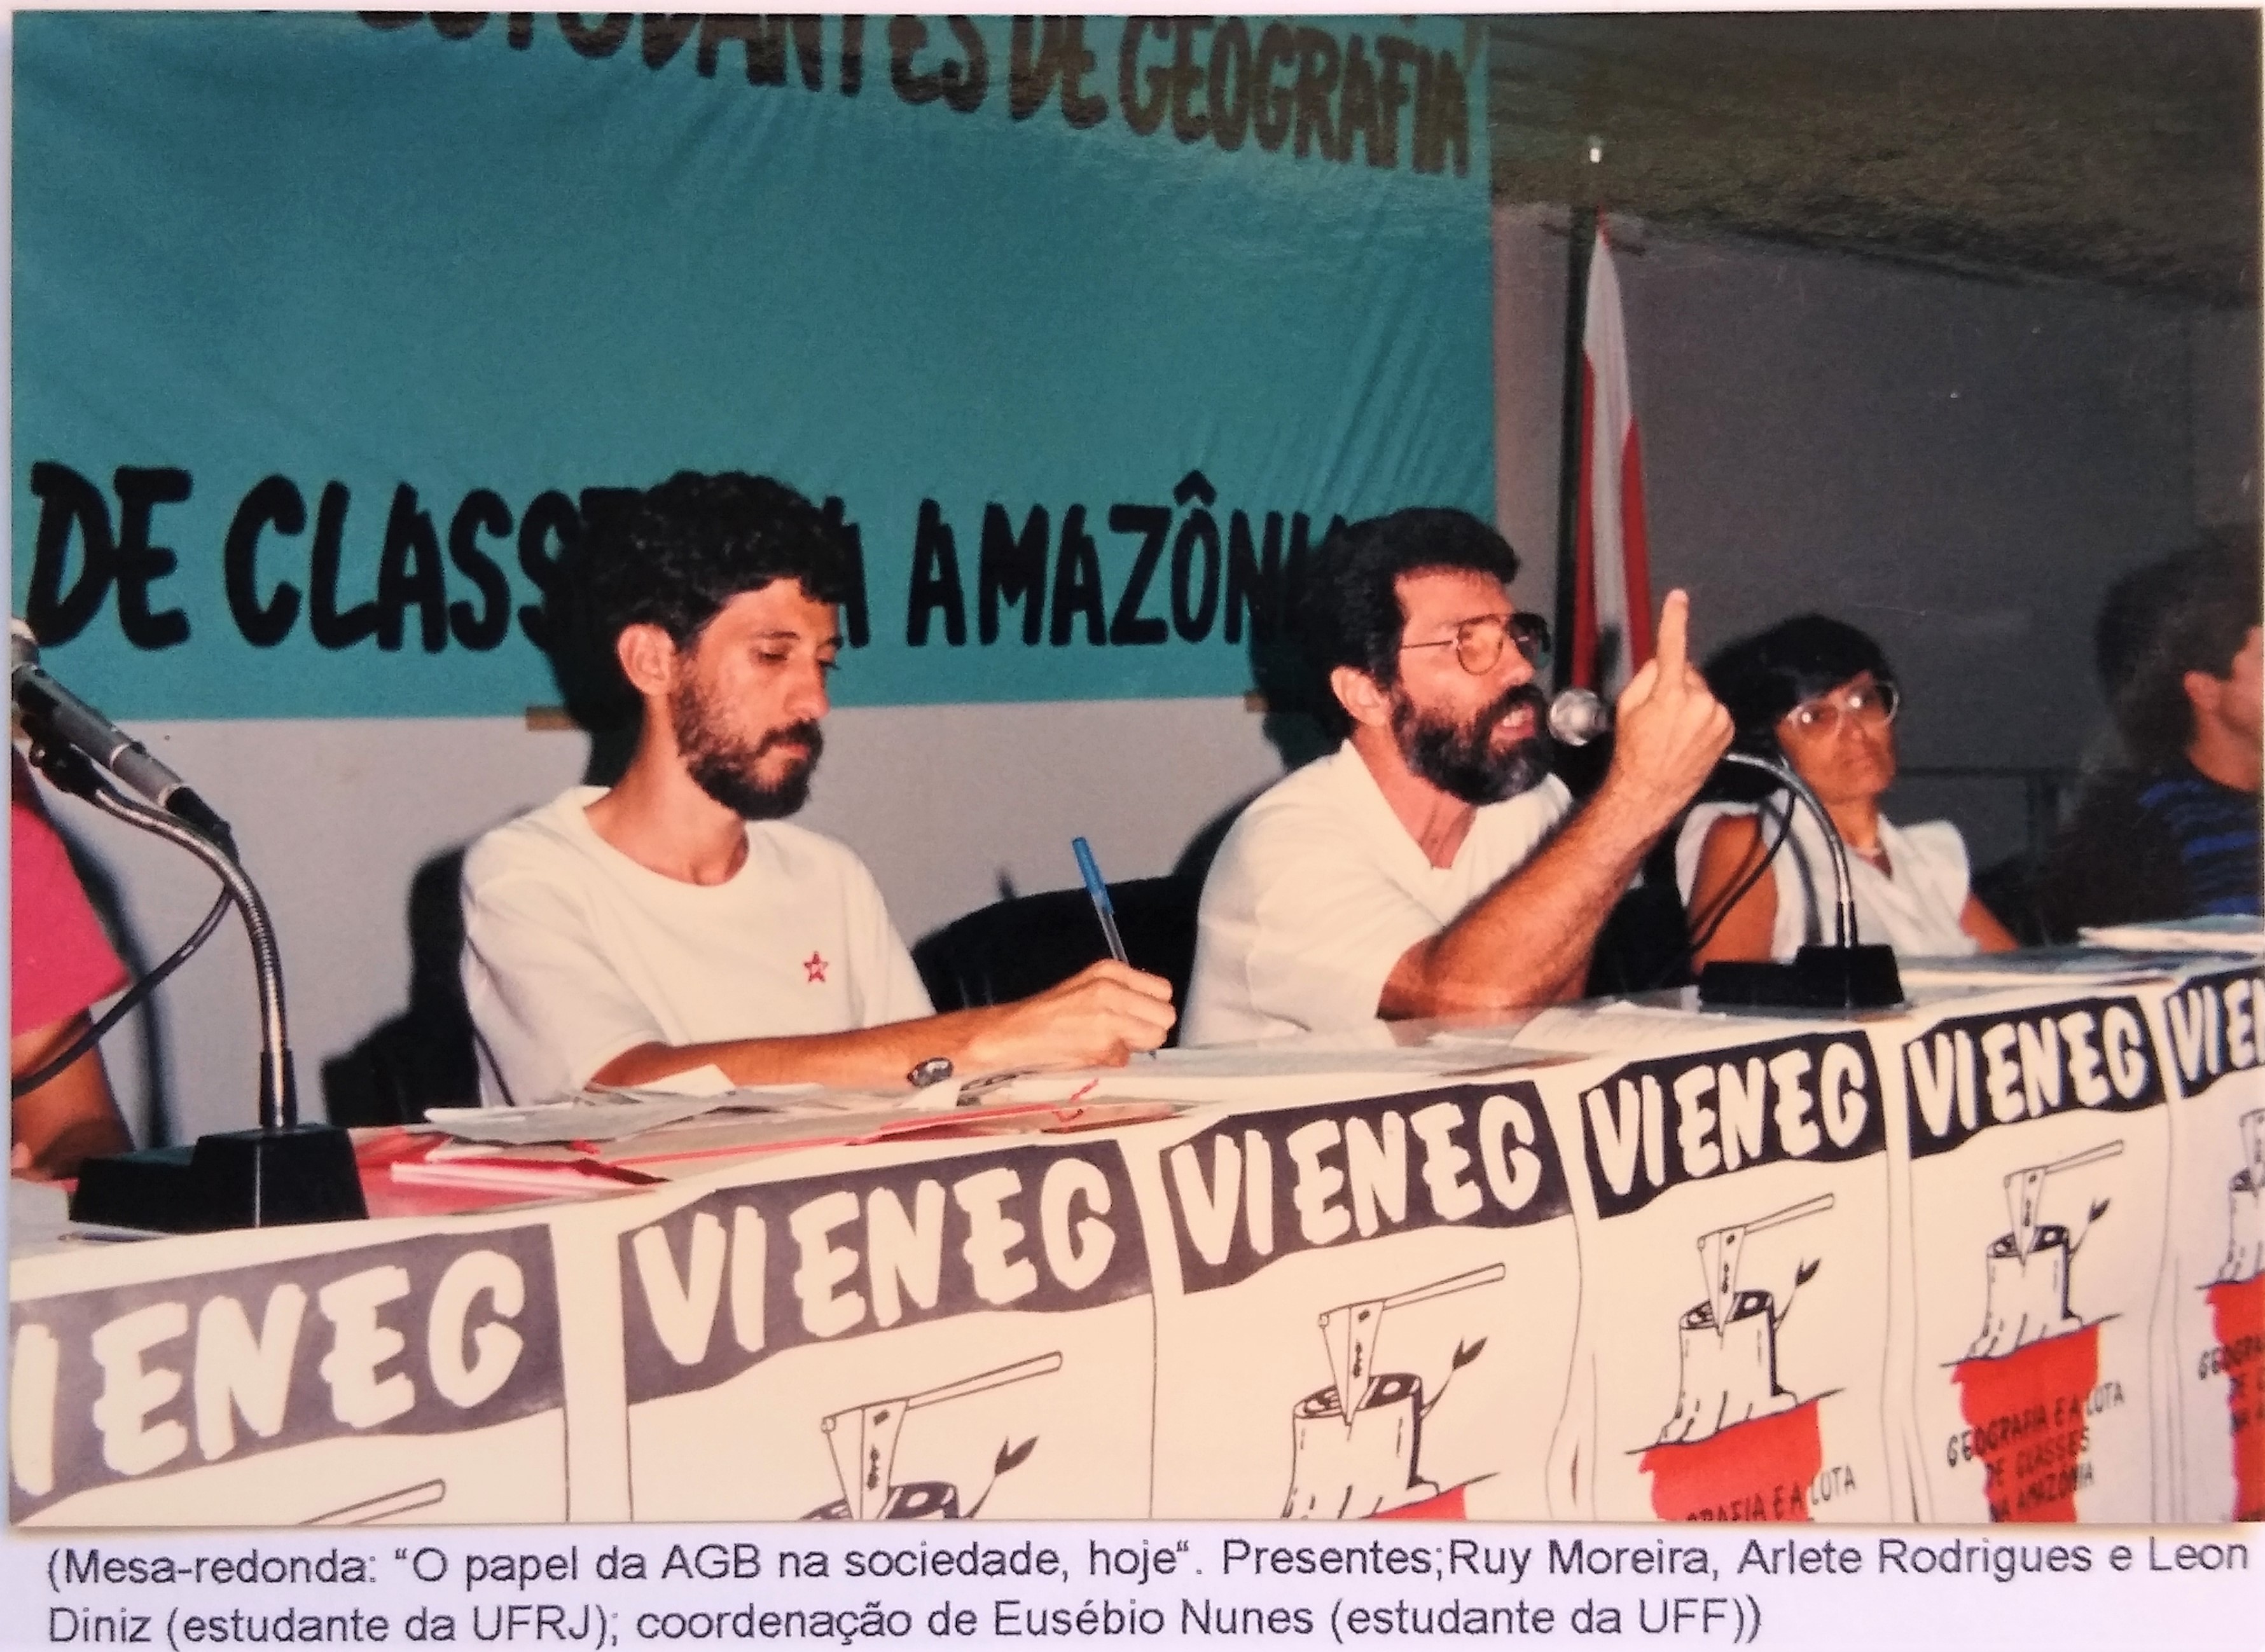 ESTUDANTES DE GEOGRAFIA
DE CLASSE A AMAZÔNIA
VI ENEG
VI ENEG
VI ENEG
VI ENEG
VI ENEG
GEOGRAFIA E A LUTA
DE CLASSES
NA AMAZÔNIA
E A LUTA
(Mesa-redonda: “O papel da AGB na sociedade, hoje“. Presentes;Ruy Moreira, Arlete Rodrigues e Leon
Diniz (estudante da UFRJ); coordenação de Eusébio Nunes (estudante da UFF))